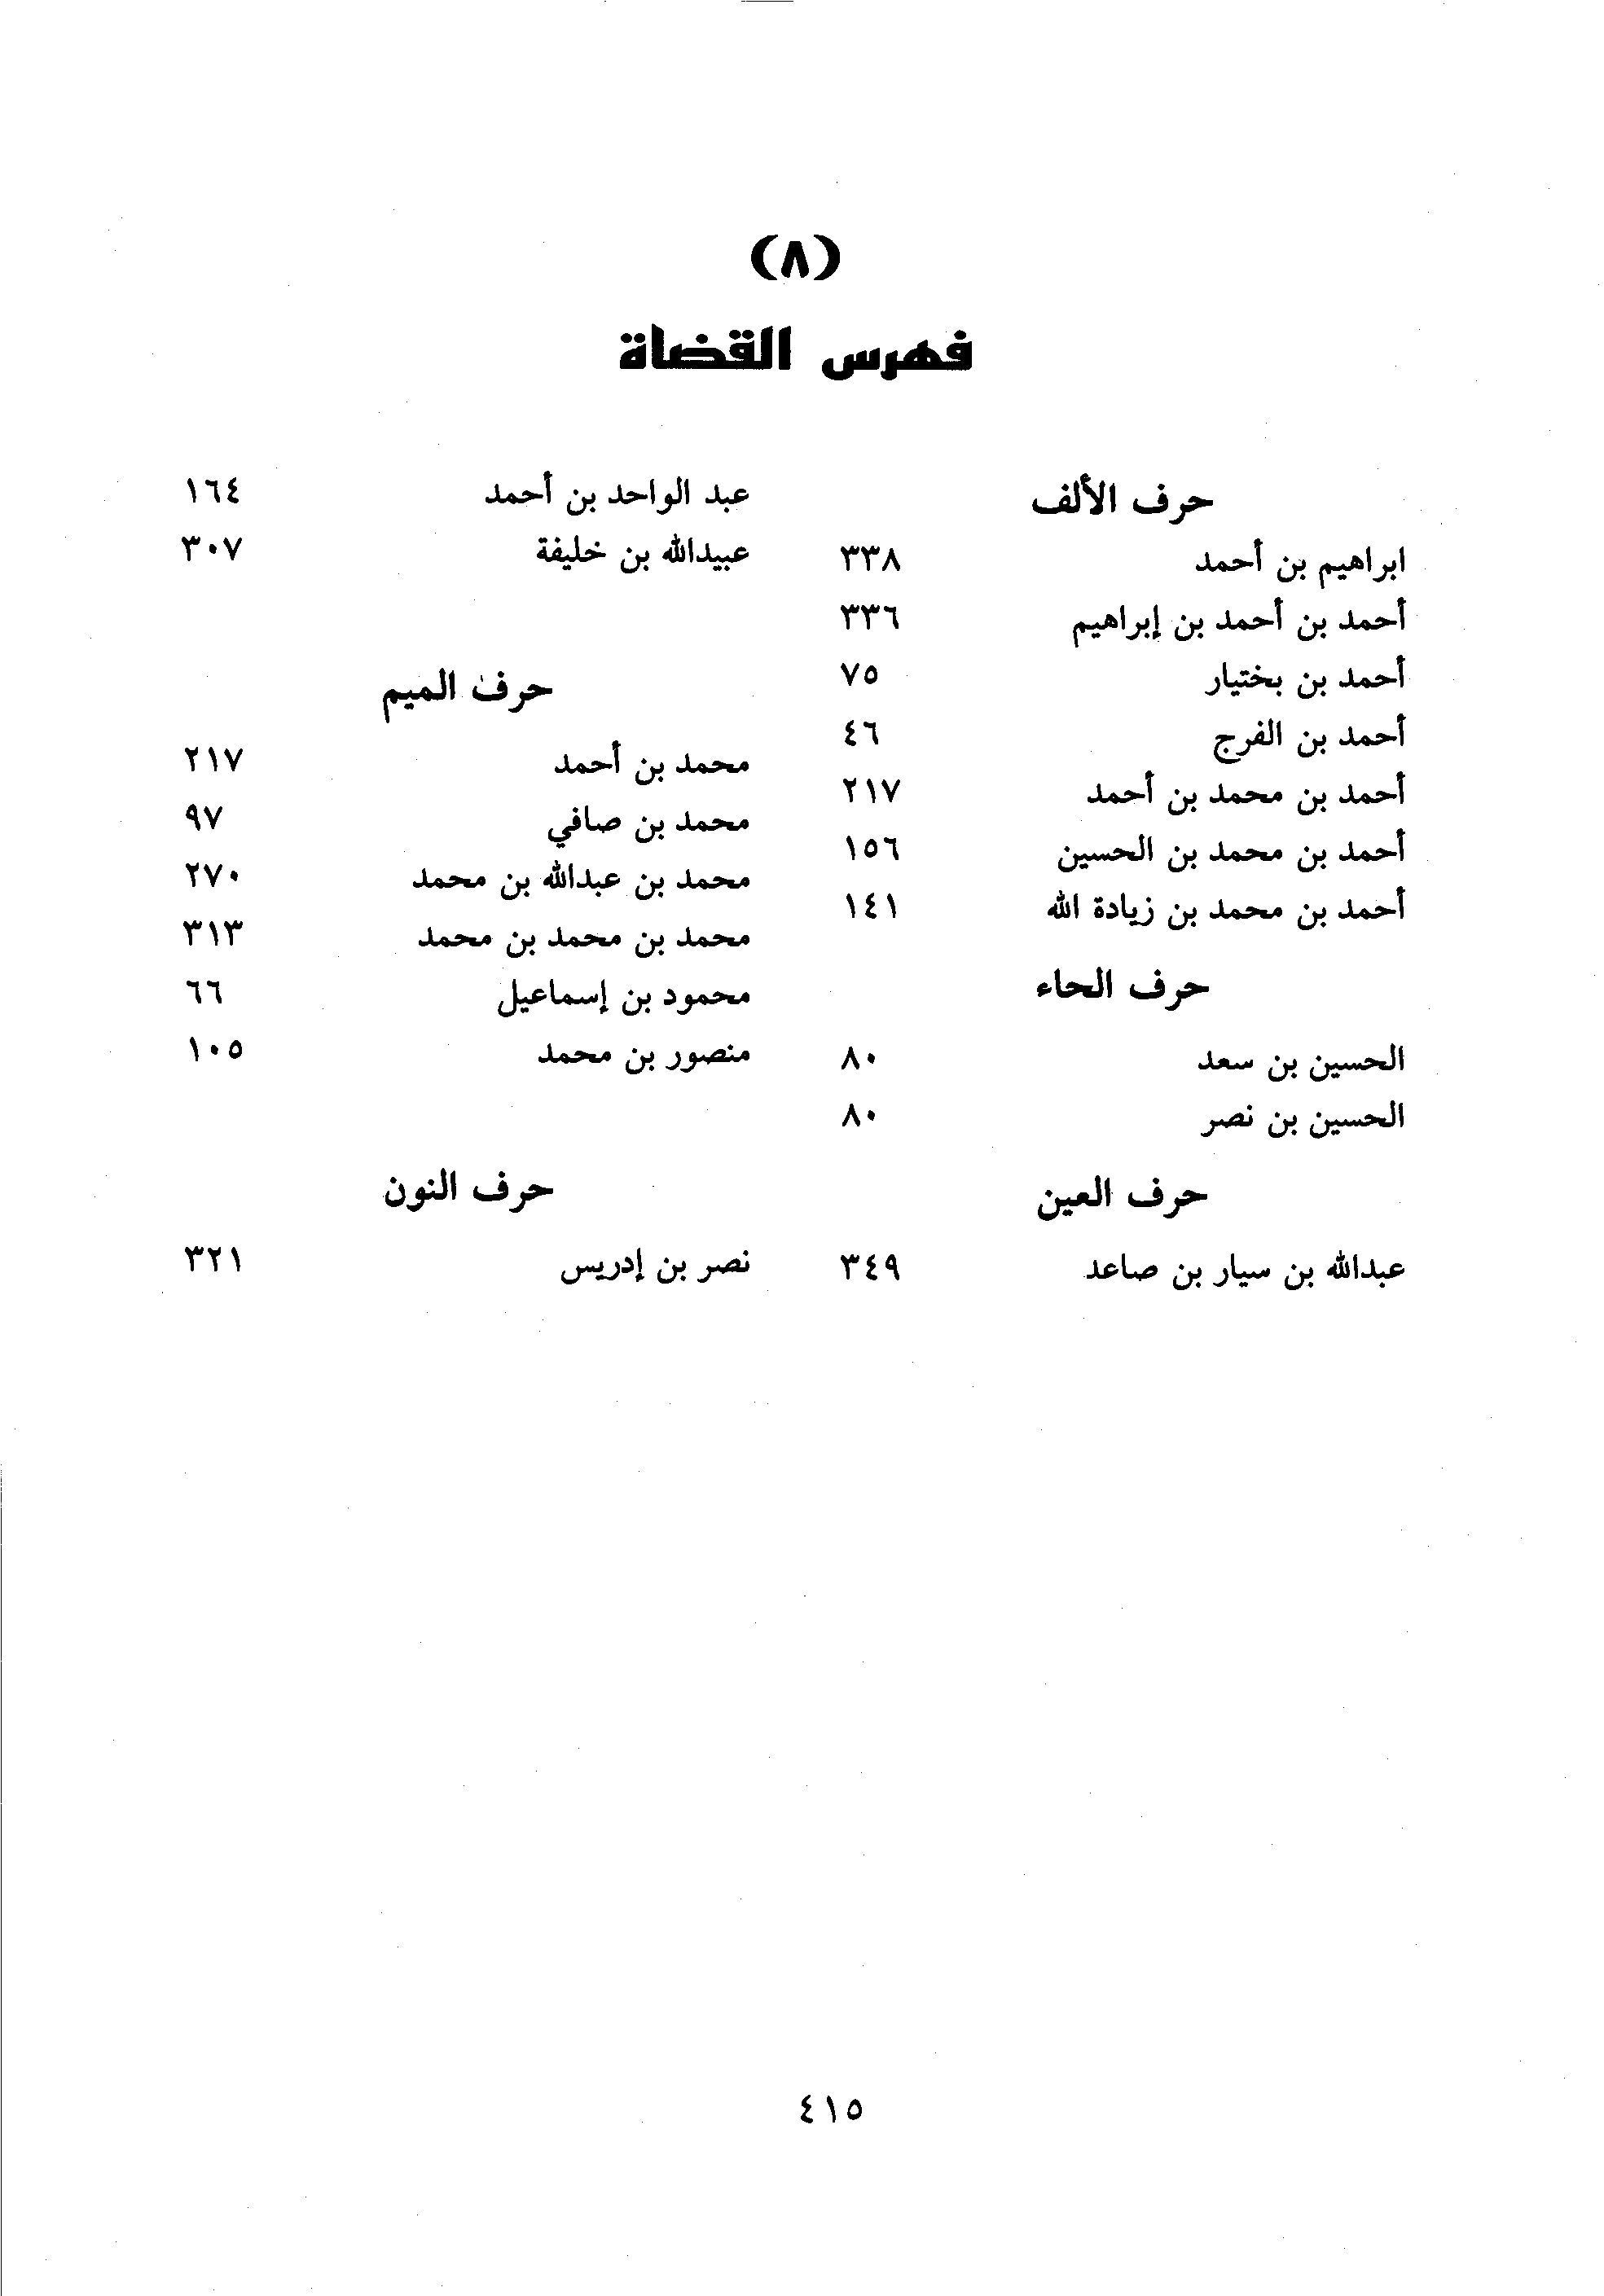 (٨)
فهرس القضاة
حرف الألف
ابراهيم بن أحمد ٣٣٨
أحمد بن أحمد بن إبراهيم ٣٣٦
أحمد بن بختيار ٧٥
أحمد بن الفرج ٤٦
أحمد بن محمد بن أحمد ٢١٧
أحمد بن محمد بن الحسين ١٥٦
أحمد بن محمد بن زيادة الله ١٤١
حرف الحاء
الحسين بن سعد ٨٠
الحسين بن نصر ٨٠
حرف العين
عبدالله بن سيار بن صاعد ٣٤٩
عبد الواحد بن أحمد ١٦٤
عبيدالله بن خليفة ٣٠٧
حرف الميم
محمد بن أحمد ٢١٧
محمد بن صافي ٩٧
محمد بن عبدالله بن محمد ٢٧٠
محمد بن محمد بن محمد ٣١٣
محمود بن إسماعيل ٦٦
منصور بن محمد ١٠٥
حرف النون
نصر بن إدريس ٣٢١
٤١٥